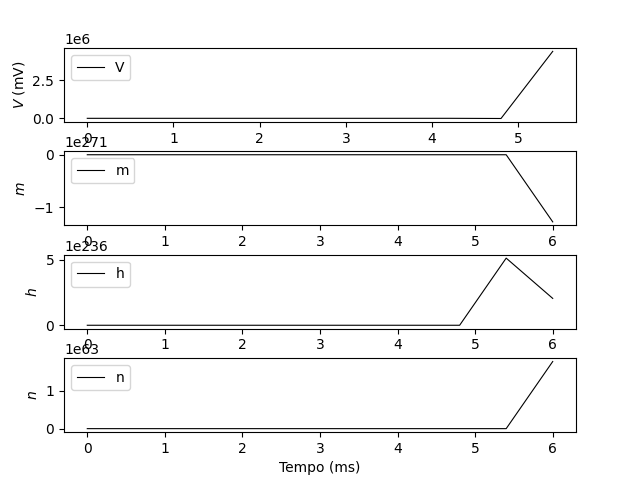 1e6
2.5
0.0
V (mV)
V
0 1 2 3 4 5
1e271
0
−1
m
m
0 1 2 3 4 5 6
1e236
5
0
h
h
0 1 2 3 4 5 6
1e63
1
0
n
n
0 1 2 3 4 5 6
Tempo (ms)